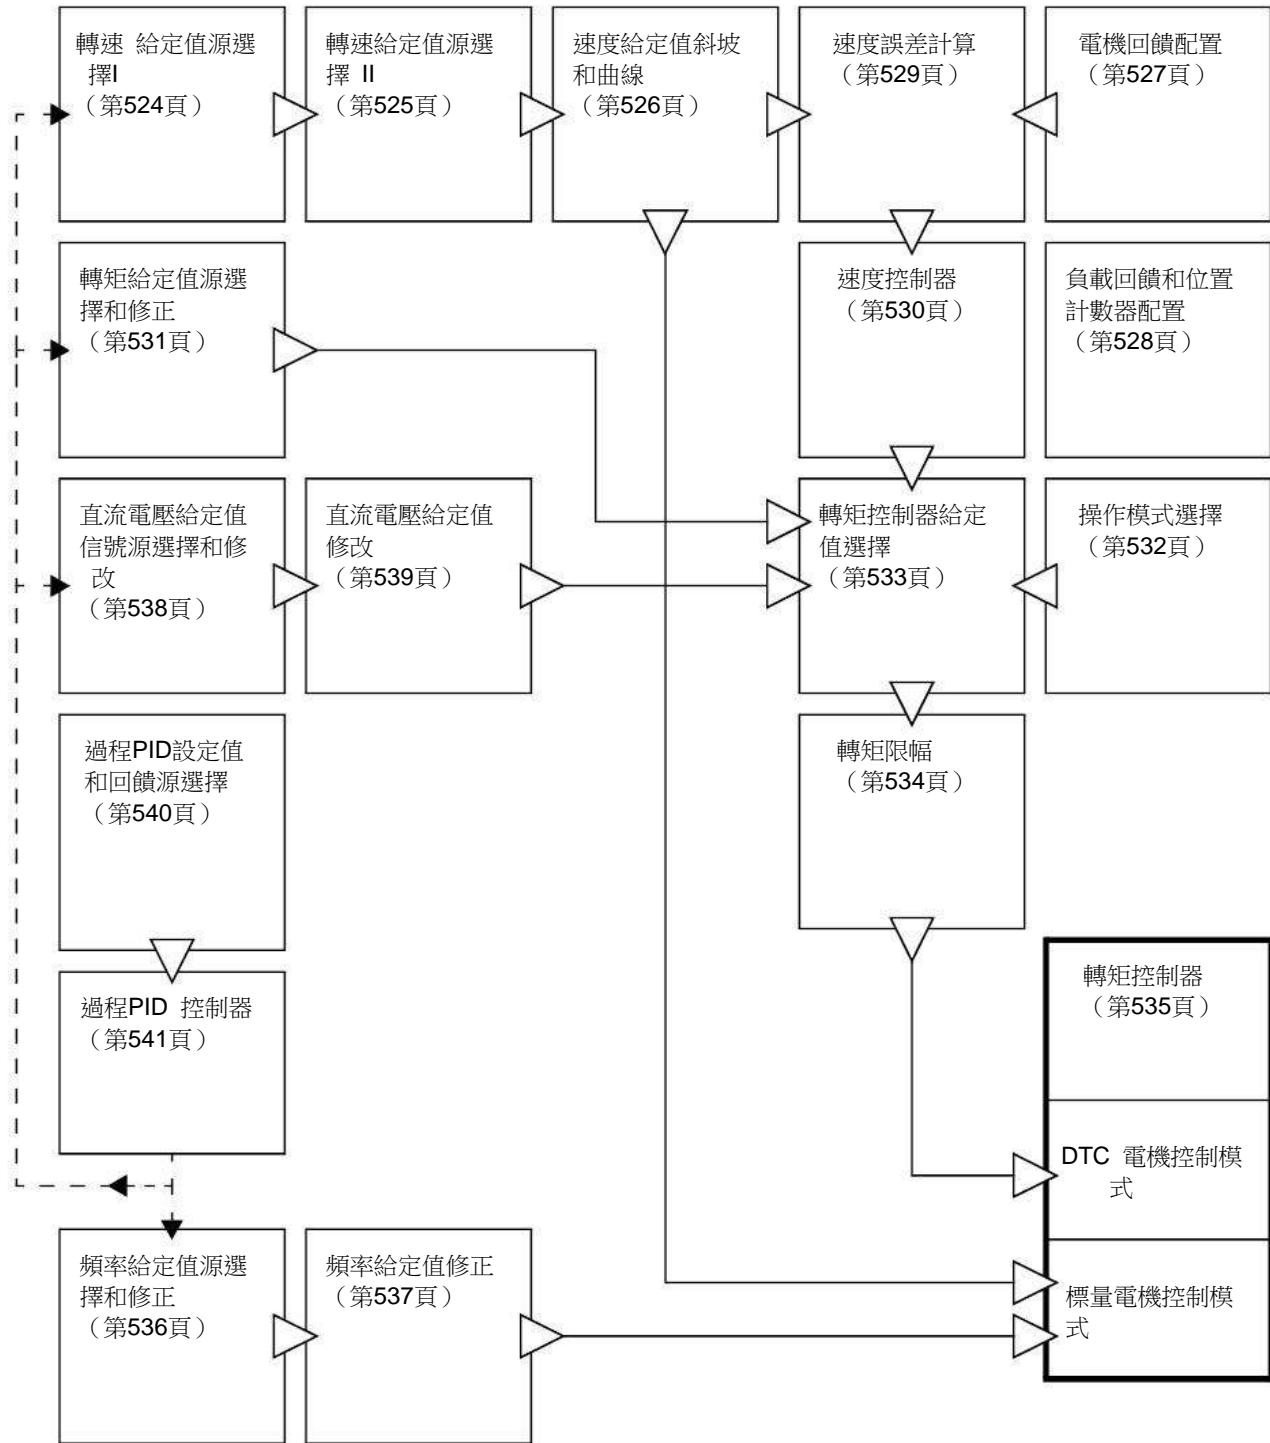 轉速 給定值源選
擇I
（第524頁）
轉速給定值源選
擇 II
（第525頁）
速度給定值斜坡
和曲線
（第526頁）
速度誤差計算
（第529頁）
電機回饋配置
（第527頁）
轉矩給定值源選
擇和修正
（第531頁）
速度控制器
（第530頁）
負載回饋和位置
計數器配置
（第528頁）
直流電壓給定值
信號源選擇和修
改
（第538頁）
直流電壓給定值
修改
（第539頁）
轉矩控制器給定
值選擇
（第533頁）
操作模式選擇
（第532頁）
過程PID設定值
和回饋源選擇
（第540頁）
轉矩限幅
（第534頁）
過程PID 控制器
（第541頁）
轉矩控制器
（第535頁）
DTC 電機控制模
式
頻率給定值源選
擇和修正
（第536頁）
頻率給定值修正
（第537頁）
標量電機控制模
式